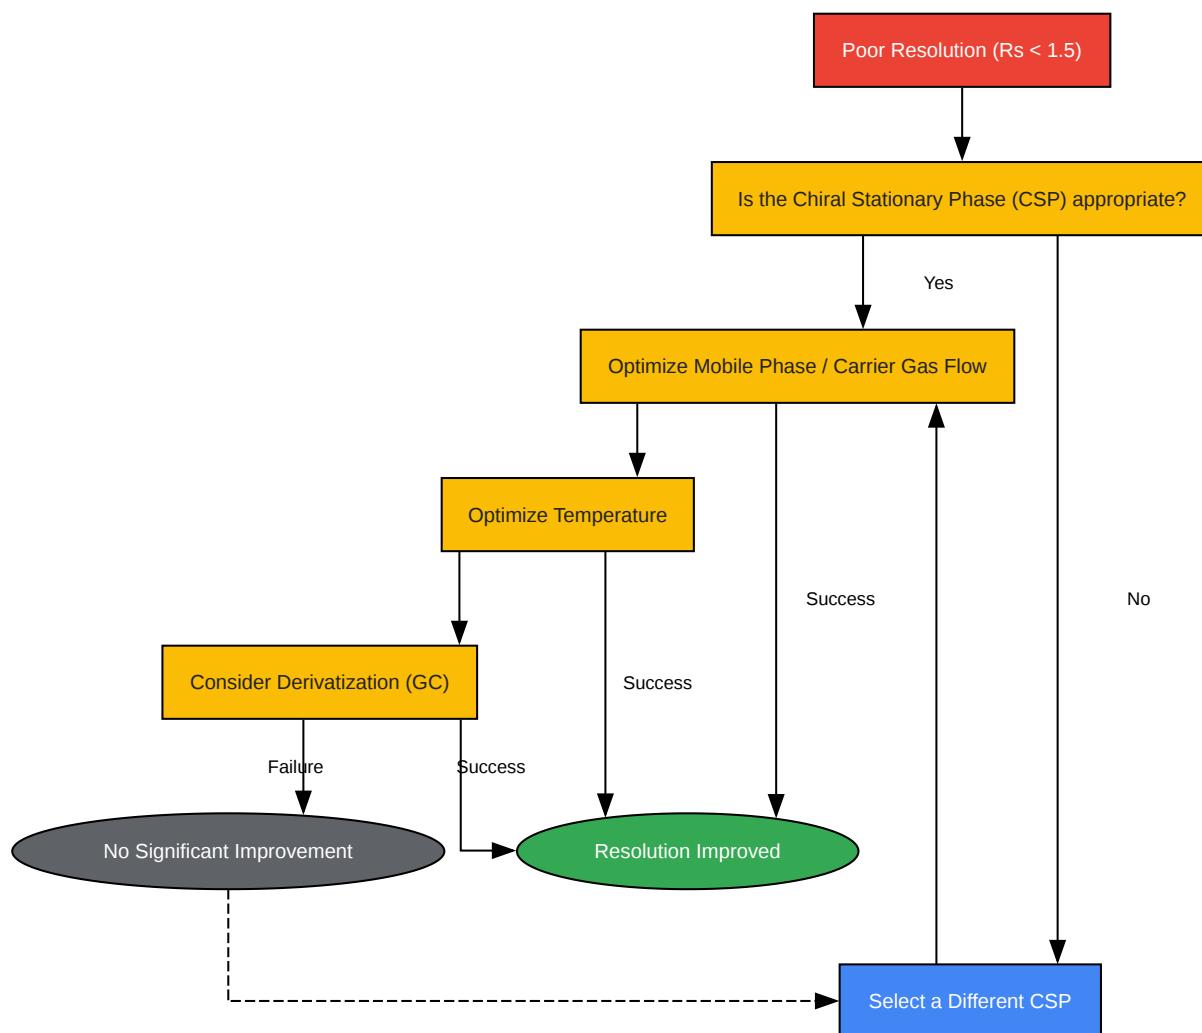 Poor Resolution (Rs < 1.5)
Is the Chiral Stationary Phase (CSP) appropriate?
Yes
Optimize Mobile Phase / Carrier Gas Flow
Optimize Temperature
Success
No
Consider Derivatization (GC)
Success
Failure
Success
No Significant Improvement
Resolution Improved
Select a Different CSP